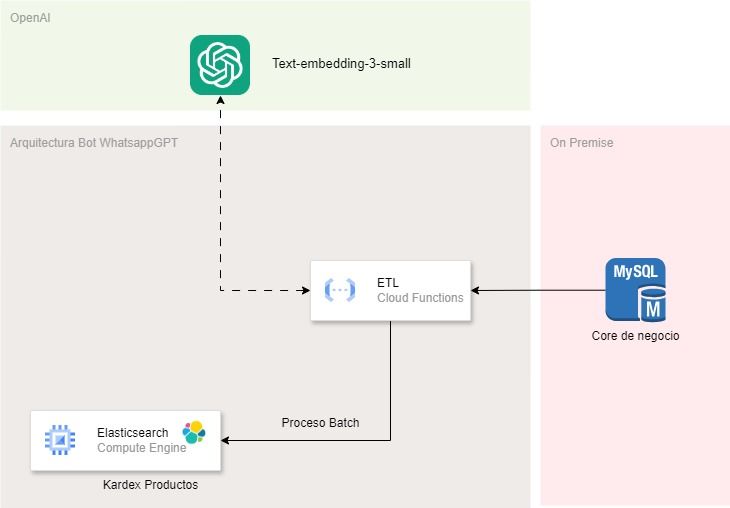 OpenAI
Text-embedding-3-small
Arquitectura Bot WhatsappGPT
On Premise
MySQL
M
ETL
Cloud Functions
Core de negocio
Proceso Batch
Elasticsearch
Compute Engine
Kardex Productos